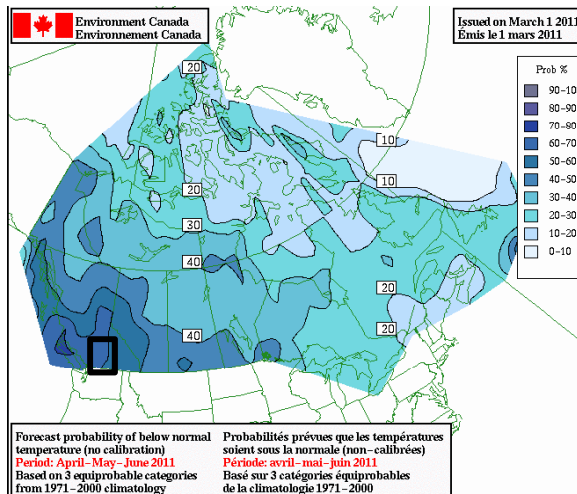 Environment Canada
Environnement Canada
Issued on March 1 2011
Émis le 1 mars 2011
Prob %
90-10
80-90
70-80
60-70
50-60
40-50
30-40
20-30
10-20
0-10
20
10
10
20
30
40
20
40
20
Forecast probability of below normal
temperature (no calibration)
Period: April-May-June 2011
Based on 3 equiprobable categories
from 1971-2000 climatology
Probabilités prévues que les températures
soient sous la normale (non-calibrées)
Période: avril-mai-juin 2011
Basé sur 3 catégories équiprobables
de la climatologie 1971-2000